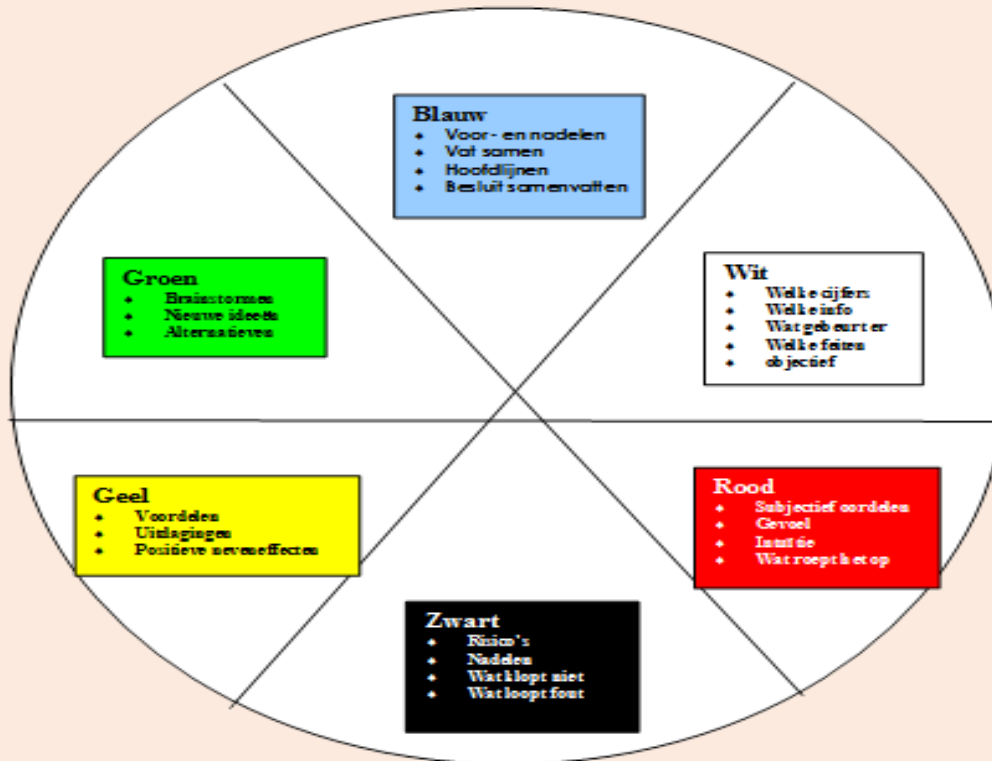 Blauw
• Voor- en nadelen
• Vat samen
• Hoofdlijnen
• Besluit samenvatten
Wit
• Welke cijfers
• Welke info
• Wat gebeurt er
• Welke feiten
• objectief
Rood
• Subjectief oordelen
• Gevoel
• Intuïtie
• Wat roept het op
Zwart
• Risico's
• Nadelen
• Wat klopt niet
• Wat loopt fout
Geel
• Voordelen
• Uitdagingen
• Positieve neveneffecten
Groen
• Brainstormen
• Nieuwe ideeën
• Alternatieven